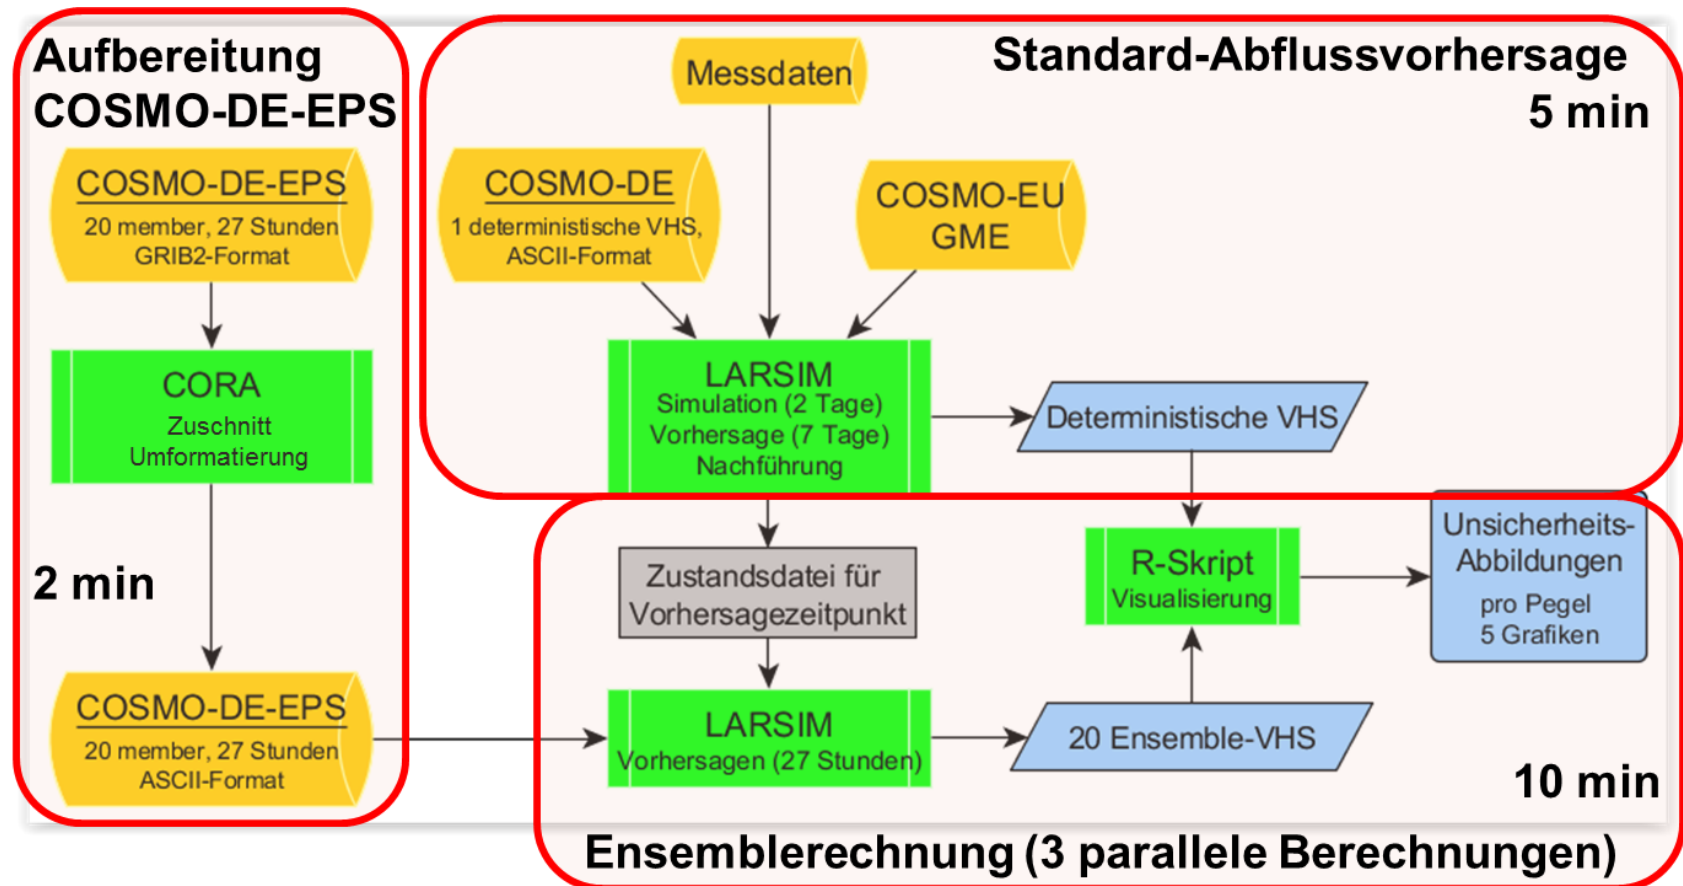 Aufbereitung
COSMO-DE-EPS
COSMO-DE-EPS
20 member, 27 Stunden
GRIB2-Format
CORA
Zuschnitt
Umformatierung
2 min
COSMO-DE-EPS
20 member, 27 Stunden
ASCII-Format
Standard-Abflussvorhersage
5 min
Messdaten
COSMO-DE
1 deterministische VHS,
ASCII-Format
COSMO-EU
GME
LARSIM
Simulation (2 Tage)
Vorhersage (7 Tage)
Nachführung
Deterministische VHS
Zustandsdatei für
Vorhersagezeitpunkt
LARSIM
Vorhersagen (27 Stunden)
20 Ensemble-VHS
R-Skript
Visualisierung
Unsicherheits-
Abbildungen
pro Pegel
5 Grafiken
10 min
Ensemblerechnung (3 parallele Berechnungen)